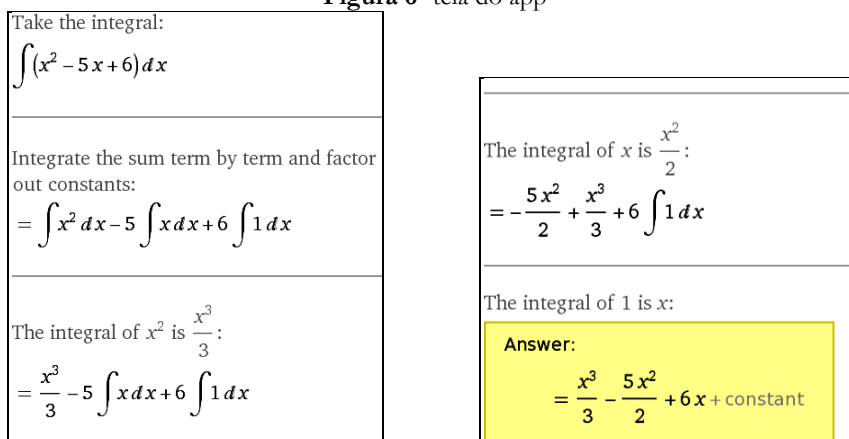 Figura 6- tela do app
Take the integral:
∫(x² – 5x + 6) dx
Integrate the sum term by term and factor
out constants:
= ∫x² dx – 5 ∫x dx + 6 ∫1 dx
The integral of x² is x³/3:
= x³/3 – 5 ∫x dx + 6 ∫1 dx
The integral of x is x²/2:
= – 5x²/2 + x³/3 + 6 ∫1 dx
The integral of 1 is x:
Answer:
= x³/3 – 5x²/2 + 6x + constant